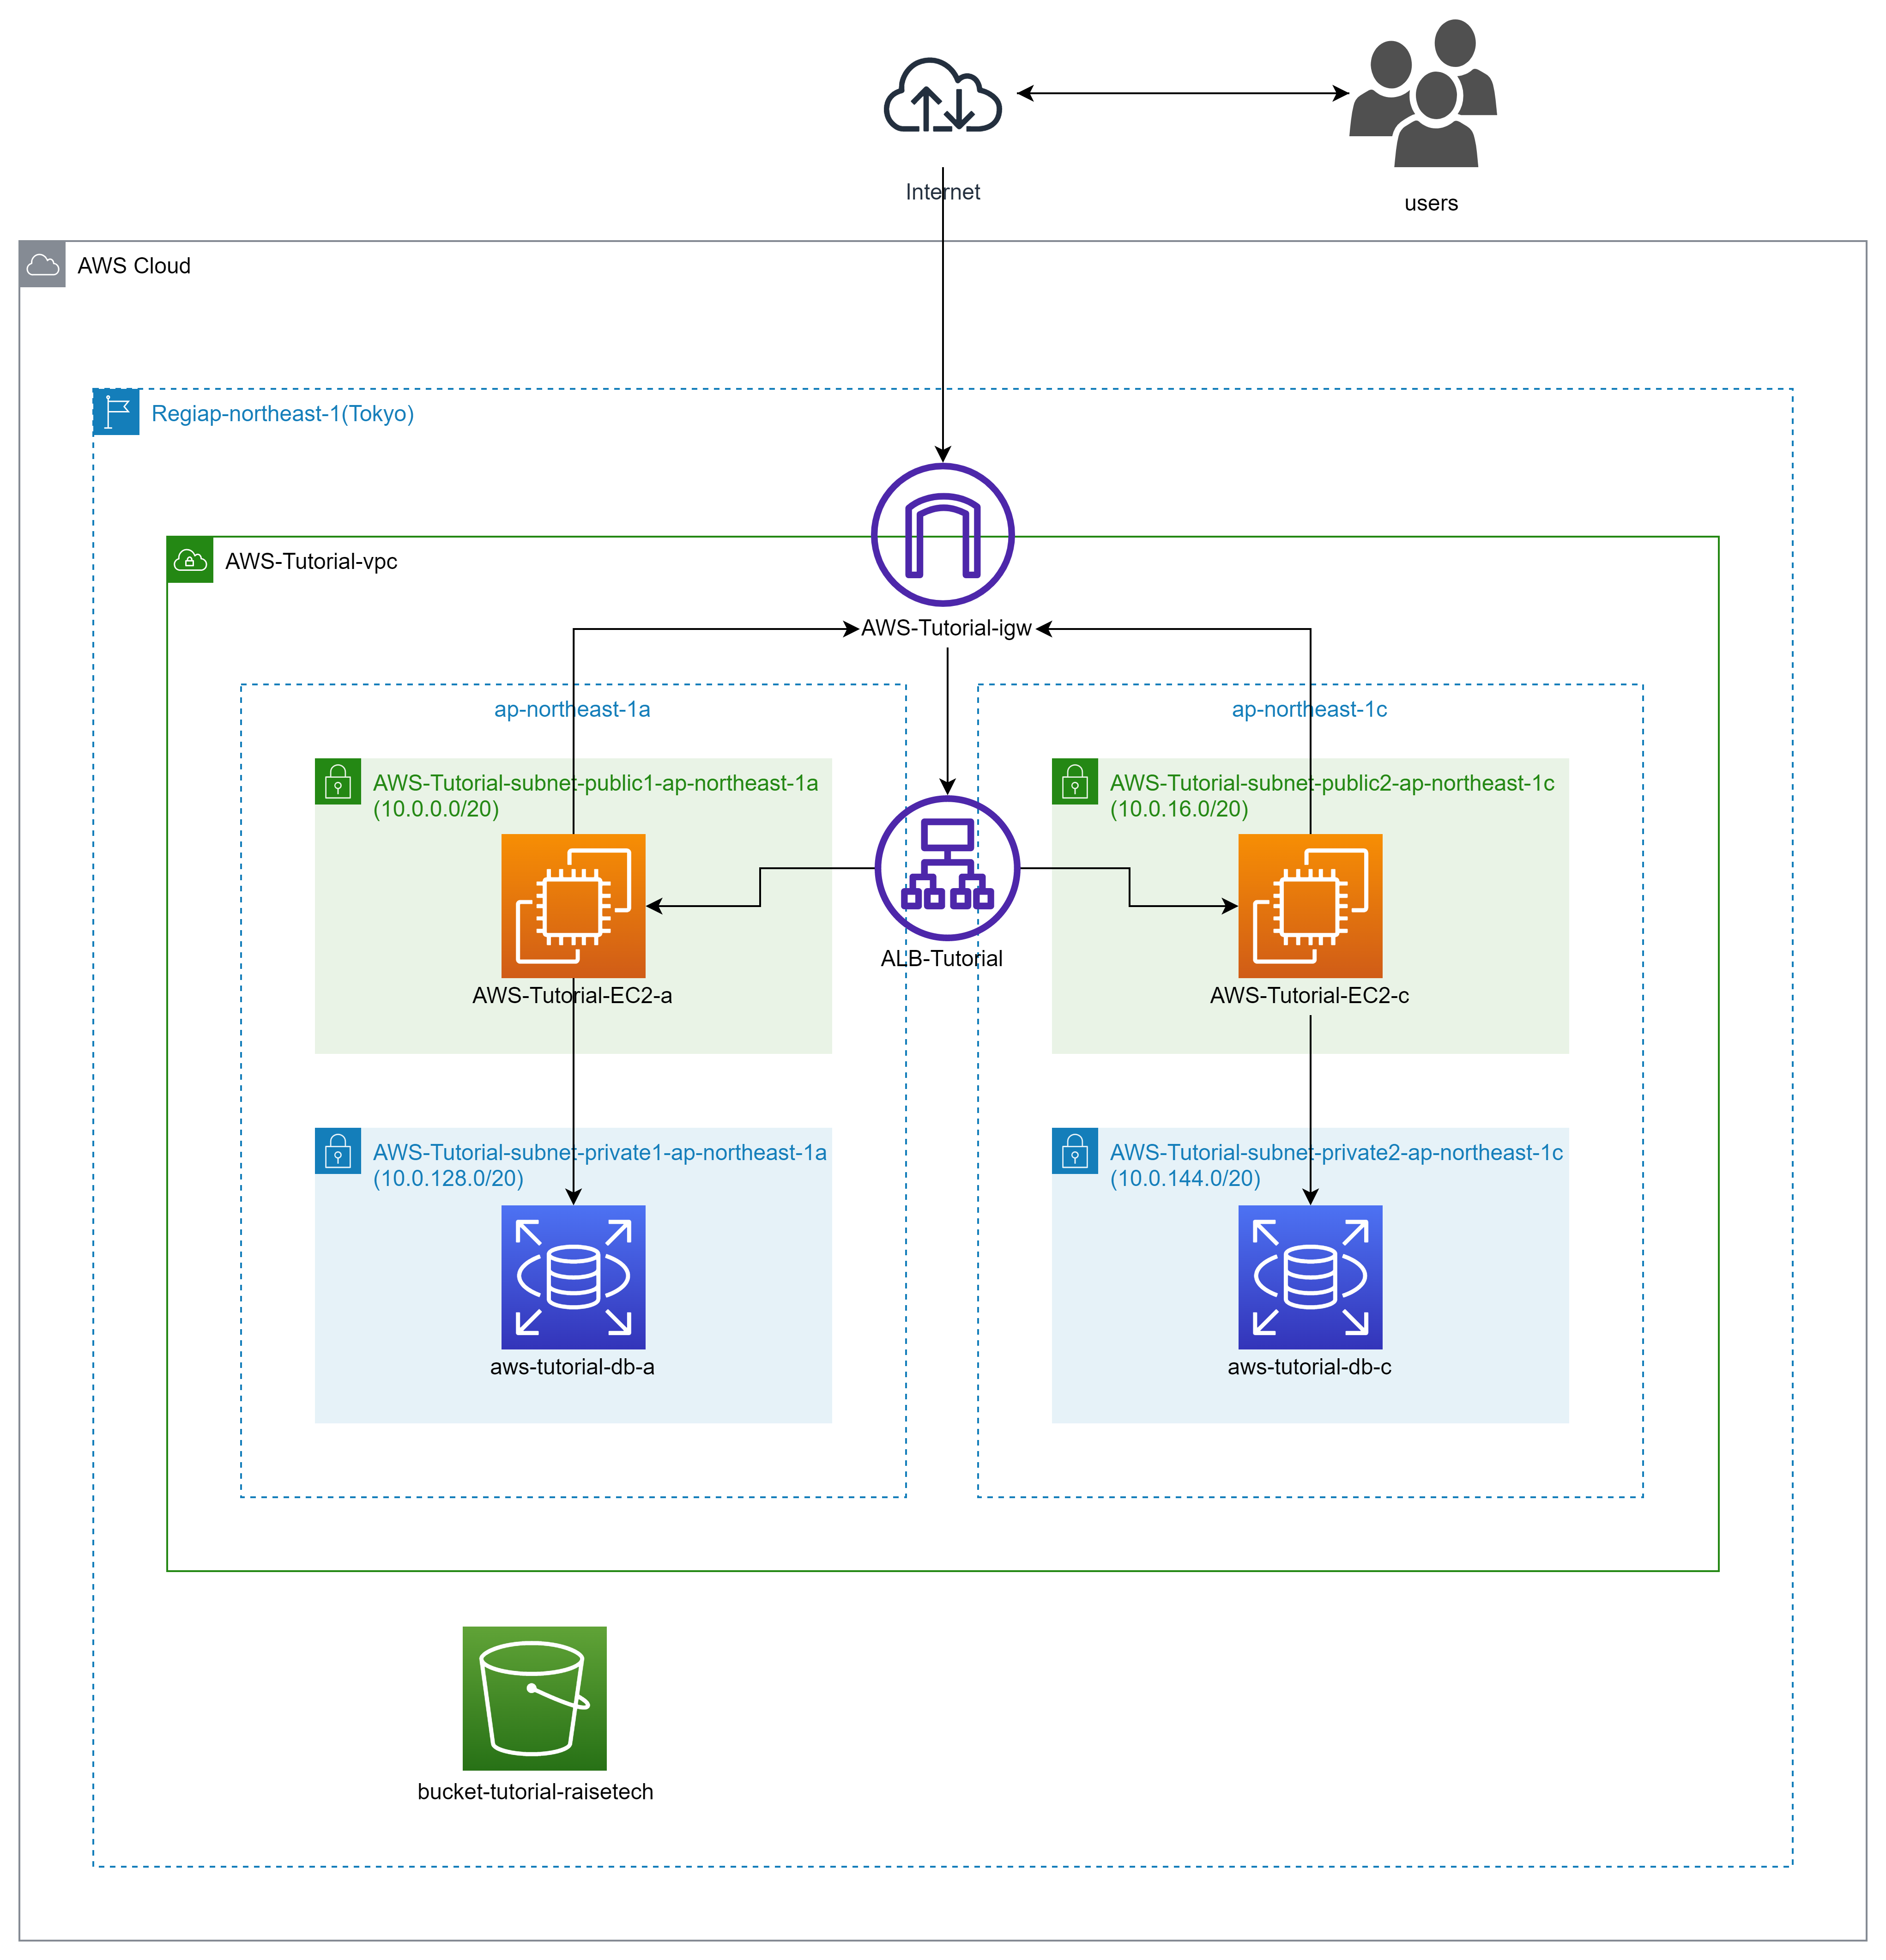 Internet
users
AWS Cloud
Regiap-northeast-1(Tokyo)
AWS-Tutorial-vpc
AWS-Tutorial-igw
ap-northeast-1a
ap-northeast-1c
AWS-Tutorial-subnet-public1-ap-northeast-1a
(10.0.0.0/20)
AWS-Tutorial-subnet-public2-ap-northeast-1c
(10.0.16.0/20)
ALB-Tutorial
AWS-Tutorial-EC2-a
AWS-Tutorial-EC2-c
AWS-Tutorial-subnet-private1-ap-northeast-1a
(10.0.128.0/20)
AWS-Tutorial-subnet-private2-ap-northeast-1c
(10.0.144.0/20)
aws-tutorial-db-a
aws-tutorial-db-c
bucket-tutorial-raisetech